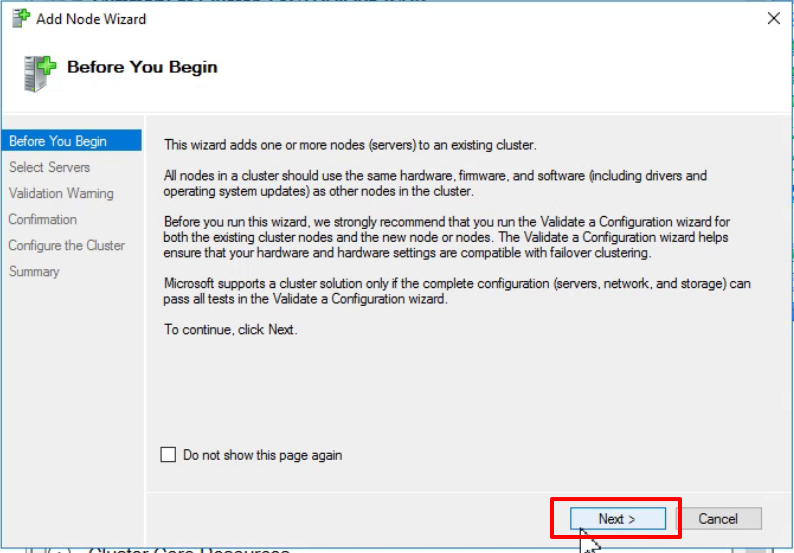 Add Node Wizard
Before You Begin
Before You Begin
Select Servers
Validation Warning
Confirmation
Configure the Cluster
Summary
This wizard adds one or more nodes (servers) to an existing cluster.
All nodes in a cluster should use the same hardware, firmware, and software (including drivers and
operating system updates) as other nodes in the cluster.
Before you run this wizard, we strongly recommend that you run the Validate a Configuration wizard for
both the existing cluster nodes and the new node or nodes. The Validate a Configuration wizard helps
ensure that your hardware and hardware settings are compatible with failover clustering.
Microsoft supports a cluster solution only if the complete configuration (servers, network, and storage) can
pass all tests in the Validate a Configuration wizard.
To continue, click Next.
Do not show this page again
Next >
Cancel
Cluster Core Resources